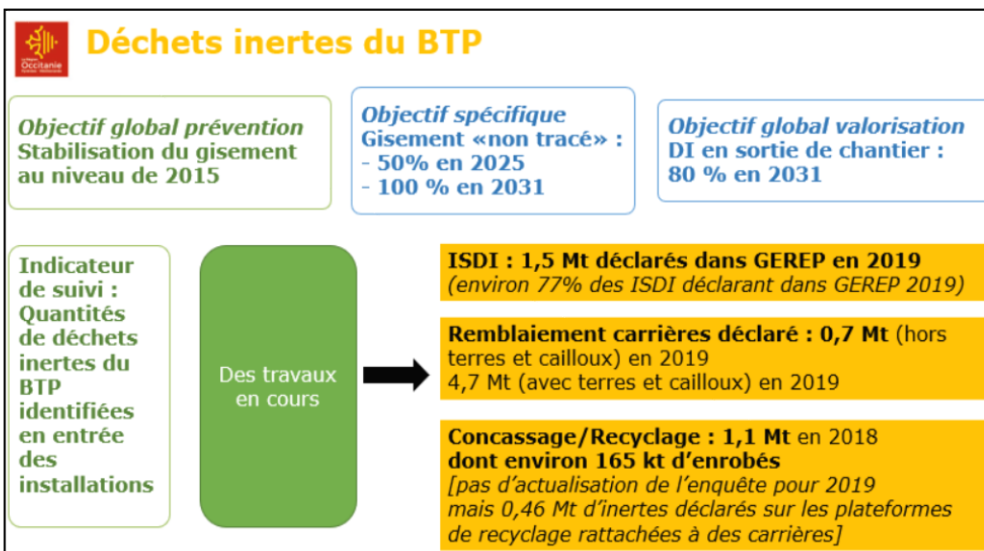 Occitanie
Déchets inertes du BTP
Objectif global prévention
Stabilisation du gisement
au niveau de 2015
Objectif spécifique
Gisement «non tracé» :
- 50% en 2025
- 100 % en 2031
Objectif global valorisation
DI en sortie de chantier :
80 % en 2031
Indicateur
de suivi :
Quantités
de déchets
inertes du
BTP
identifiées
en entrée
des
installations
Des travaux
en cours
ISDI : 1,5 Mt déclarés dans GEREP en 2019
(environ 77% des ISDI déclarant dans GEREP 2019)
Remblaiement carrières déclaré : 0,7 Mt (hors
terres et cailloux) en 2019
4,7 Mt (avec terres et cailloux) en 2019
Concassage/Recyclage : 1,1 Mt en 2018
dont environ 165 kt d'enrobés
[pas d'actualisation de l'enquête pour 2019
mais 0,46 Mt d'inertes déclarés sur les plateformes
de recyclage rattachées à des carrières]